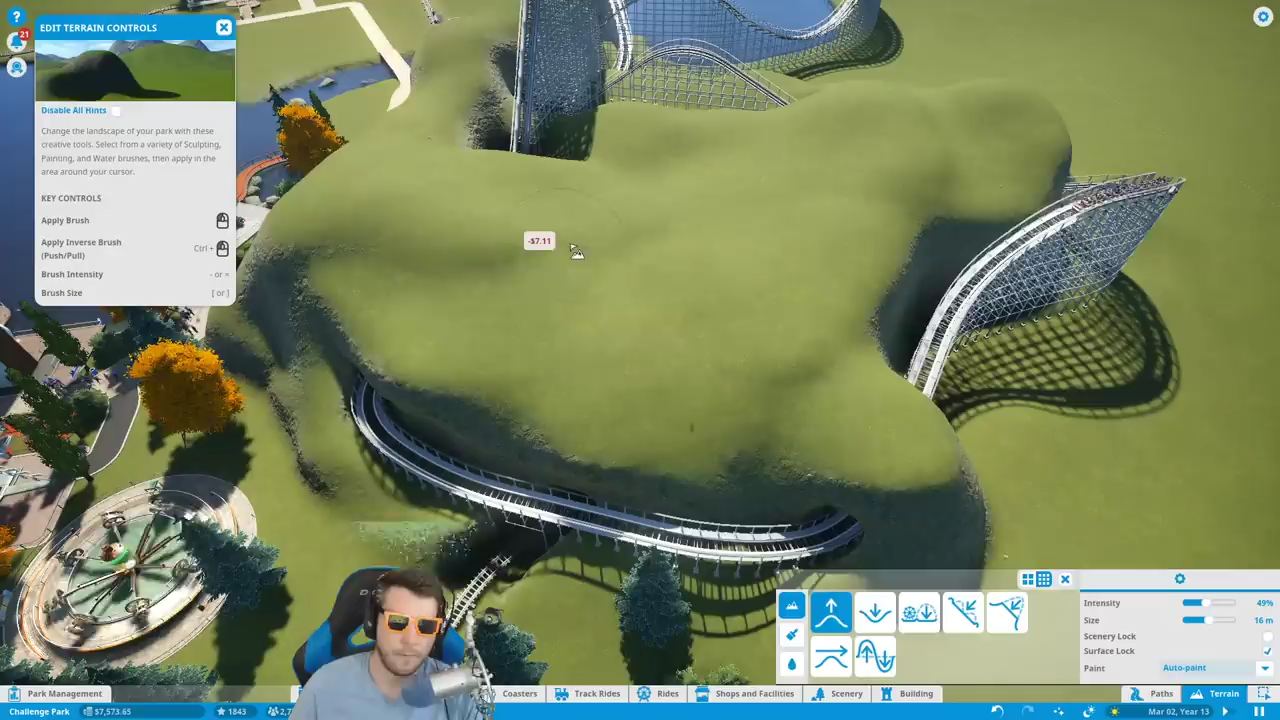 ?
EDIT TERRAIN CONTROLS
21
Disable All Hints
Change the landscape of your park with these
creative tools. Select from a variety of Sculpting,
Painting, and Water brushes, then apply in the
area around your cursor.
KEY CONTROLS
Apply Brush
Apply Inverse Brush
(Push/Pull)
Ctrl +
Brush Intensity
- or =
Brush Size
[ or ]
-$7.11
Intensity
49%
Size
16 m
Scenery Lock
Surface Lock
Paint
Auto-paint
Park Management
Coasters
Track Rides
Rides
Shops and Facilities
Scenery
Building
Paths
Terrain
Challenge Park
$7,573.65
1843
Mar 02, Year 13